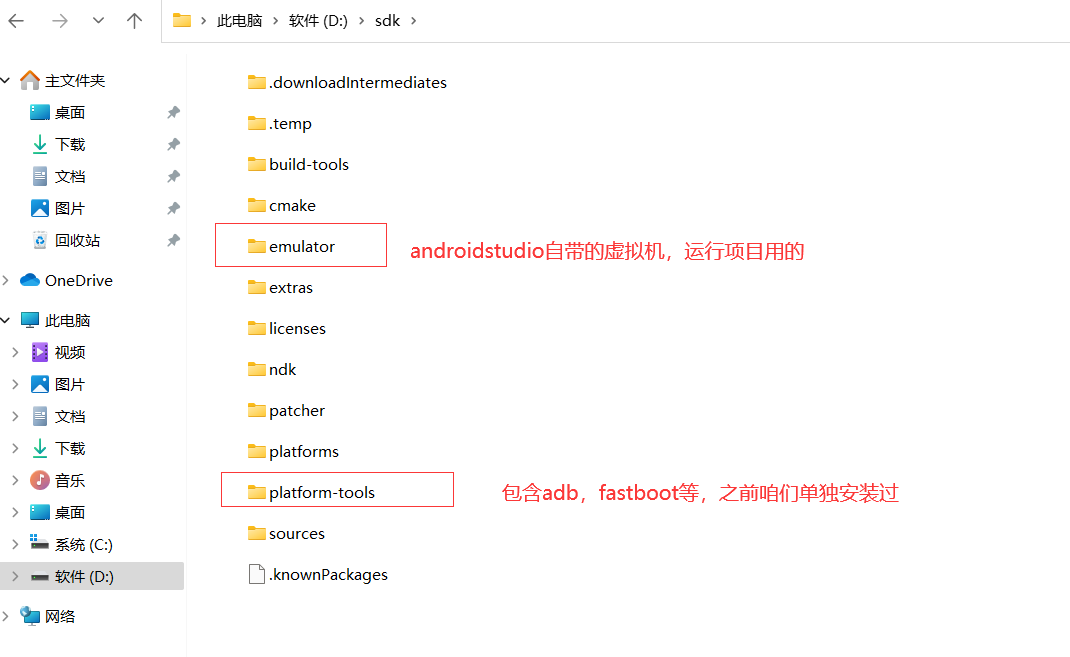 此电脑 软件 (D:) sdk
主文件夹
桌面
下载
文档
图片
回收站
OneDrive
此电脑
视频
图片
文档
下载
音乐
桌面
系统 (C:)
软件 (D:)
网络
.downloadIntermediates
.temp
build-tools
cmake
emulator androidstudio自带的虚拟机，运行项目用的
extras
licenses
ndk
patcher
platforms
platform-tools 包含adb，fastboot等，之前咱们单独安装过
sources
.knownPackages